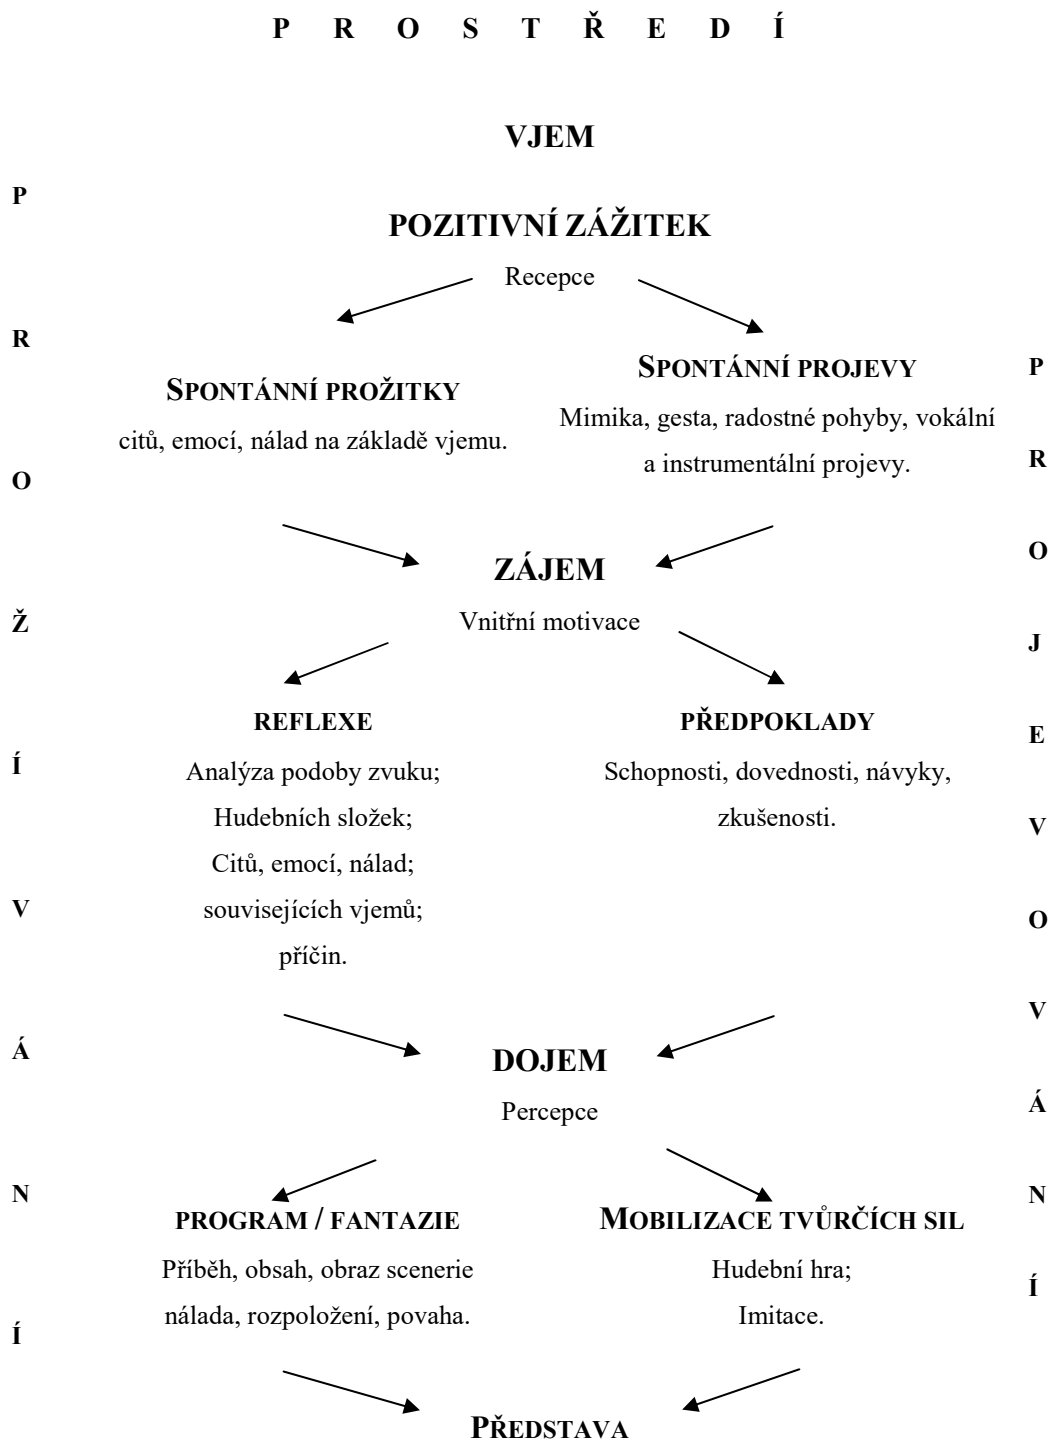 P R O S T Ř E D Í
VJEM
POZITIVNÍ ZÁŽITEK
Recepce
SPONTÁNNÍ PROŽITKY
citů, emocí, nálad na základě vjemu.
SPONTÁNNÍ PROJEVY
Mimika, gesta, radostné pohyby, vokální
a instrumentální projevy.
ZÁJEM
Vnitřní motivace
REFLEXE
Analýza podoby zvuku;
Hudebních složek;
Citů, emocí, nálad;
souvisejících vjemů;
příčin.
PŘEDPOKLADY
Schopnosti, dovednosti, návyky,
zkušenosti.
DOJEM
Percepce
PROGRAM / FANTAZIE
Příběh, obsah, obraz scenerie
nálada, rozpoložení, povaha.
MOBILIZACE TVŮRČÍCH SIL
Hudební hra;
Imitace.
PŘEDSTAVA
P R O Ž Í V Á N Í
P R O J E V O V Á N Í